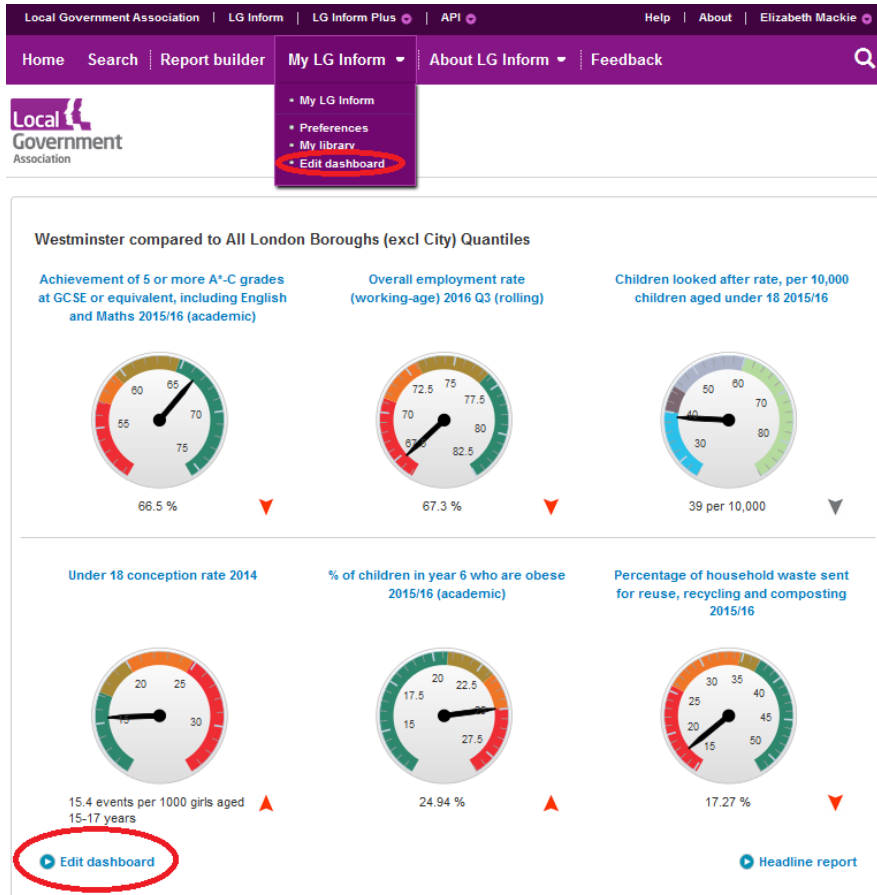 Local Government Association | LG Inform | LG Inform Plus | API Help | About | Elizabeth Mackie
Home Search Report builder My LG Inform About LG Inform Feedback
My LG Inform
Preferences
My library
Edit dashboard
Local
Government
Association
Westminster compared to All London Boroughs (excl City) Quantiles
Achievement of 5 or more A*-C grades
at GCSE or equivalent, including English
and Maths 2015/16 (academic)
Overall employment rate
(working-age) 2016 Q3 (rolling)
Children looked after rate, per 10,000
children aged under 18 2015/16
55 60 65 70 75
70 72.5 75 77.5 80 82.5
30 40 50 60 70 80
66.5 %
67.3 %
39 per 10,000
Under 18 conception rate 2014
% of children in year 6 who are obese
2015/16 (academic)
Percentage of household waste sent
for reuse, recycling and composting
2015/16
15 20 25 30
15 17.5 20 22.5 27.5
15 20 25 30 35 40 45 50
15.4 events per 1000 girls aged
15-17 years
24.94 %
17.27 %
Edit dashboard
Headline report